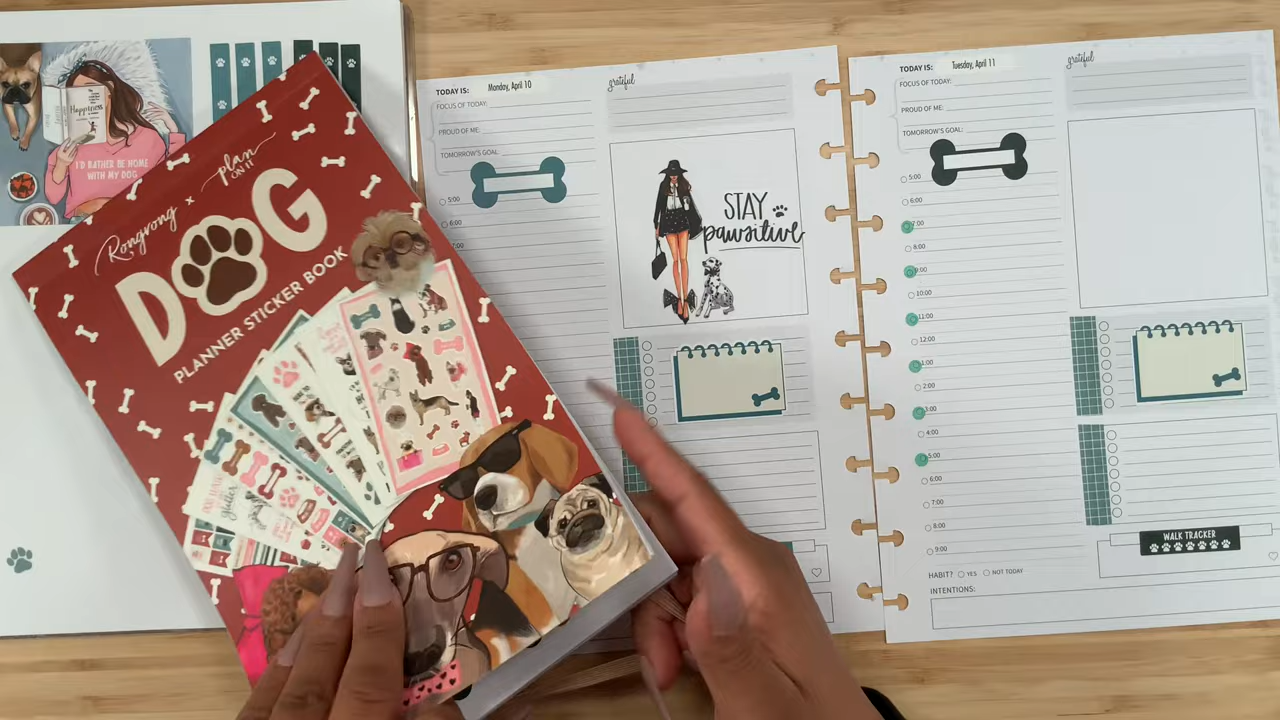 Happiness
I'D RATHER BE HOME
WITH MY DOG
Rongrong x
plan
ON IT
DOG
PLANNER STICKER BOOK
glitter
TODAY IS: Monday, April 10
FOCUS OF TODAY:
PROUD OF ME:
TOMORROW'S GOAL:
5:00
6:00
7:00
grateful
STAY
pawsitive
TODAY IS: Tuesday, April 11
FOCUS OF TODAY:
PROUD OF ME:
TOMORROW'S GOAL:
5:00
6:00
7:00
8:00
9:00
10:00
11:00
12:00
1:00
2:00
3:00
4:00
5:00
6:00
7:00
8:00
9:00
HABIT? YES NOT TODAY
INTENTIONS:
grateful
WALK TRACKER